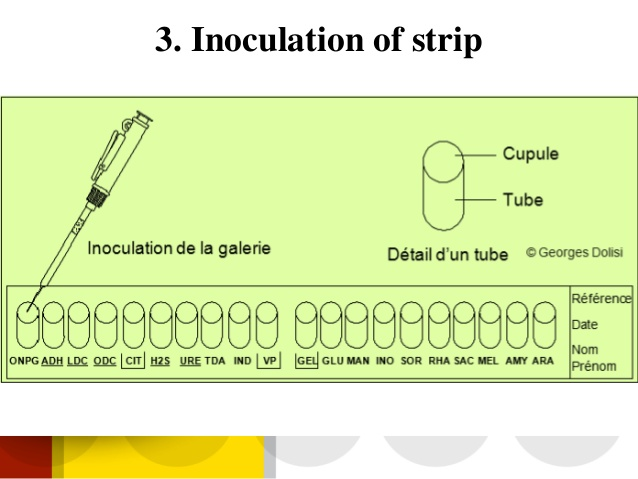 3. Inoculation of strip
Cupule
Tube
Inoculation de la galerie
Détail d'un tube
© Georges Dolisi
Référence
Date
Nom
Prénom
ONPG ADH LDC ODC CIT H2S URE TDA IND VP GEL GLU MAN INO SOR RHA SAC MEL AMY ARA